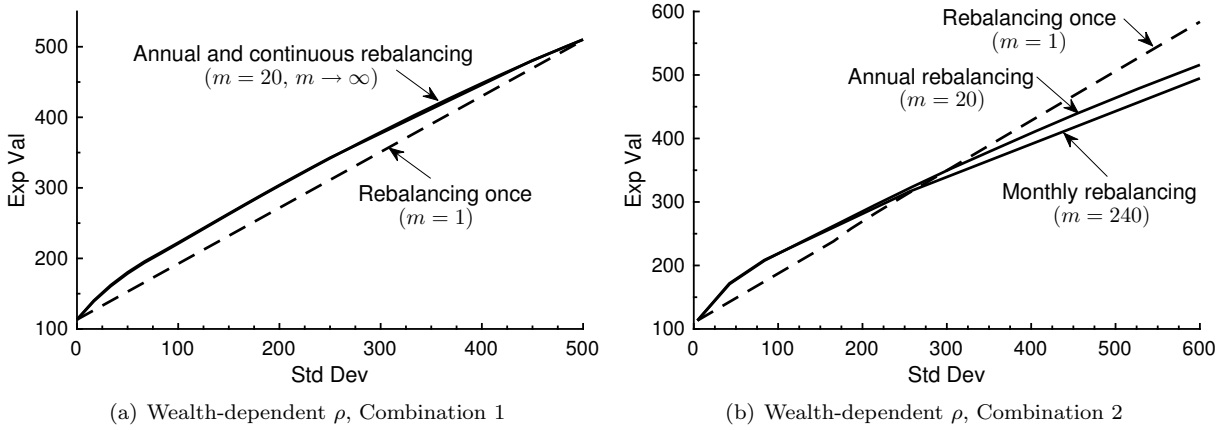 500
400
300
200
100
Exp Val
Annual and continuous rebalancing
(m = 20, m → ∞)
Rebalancing once
(m = 1)
0
100
200
300
400
500
Std Dev
(a) Wealth-dependent ρ, Combination 1
600
500
400
300
200
100
Exp Val
Rebalancing once
(m = 1)
Annual rebalancing
(m = 20)
Monthly rebalancing
(m = 240)
0
100
200
300
400
500
600
Std Dev
(b) Wealth-dependent ρ, Combination 2